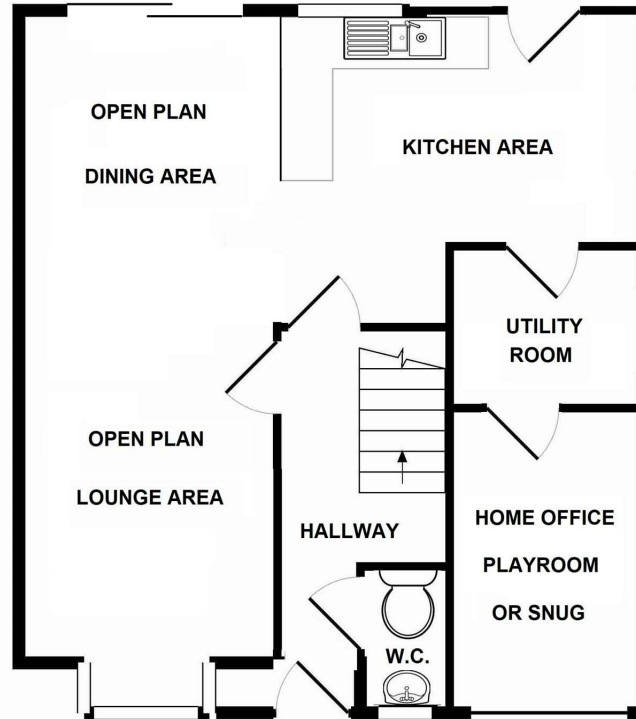 OPEN PLAN
DINING AREA
KITCHEN AREA
UTILITY
ROOM
OPEN PLAN
LOUNGE AREA
HALLWAY
HOME OFFICE
PLAYROOM
OR SNUG
W.C.